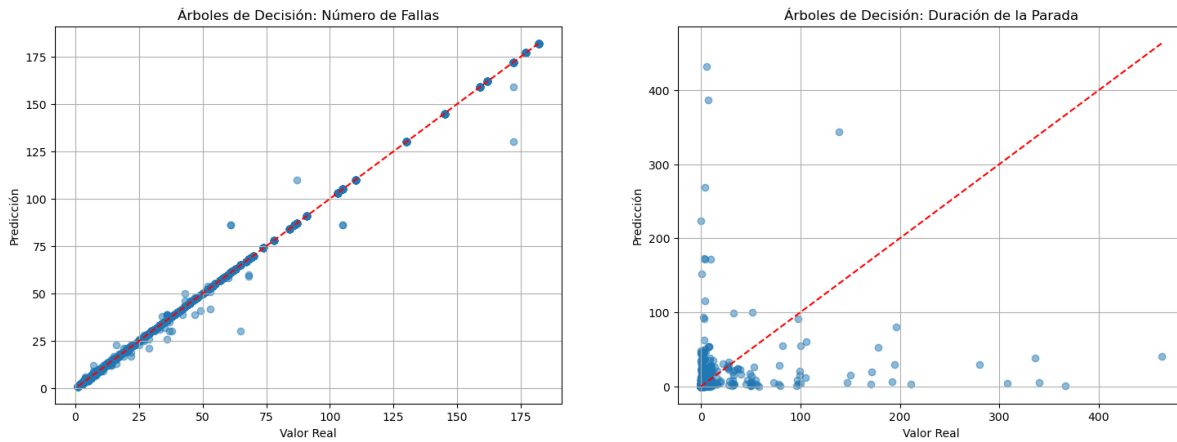 Árboles de Decisión: Número de Fallas
175
150
125
100
75
50
25
0
Predicción
0 25 50 75 100 125 150 175
Valor Real
Árboles de Decisión: Duración de la Parada
400
300
200
100
0
Predicción
0 100 200 300 400
Valor Real